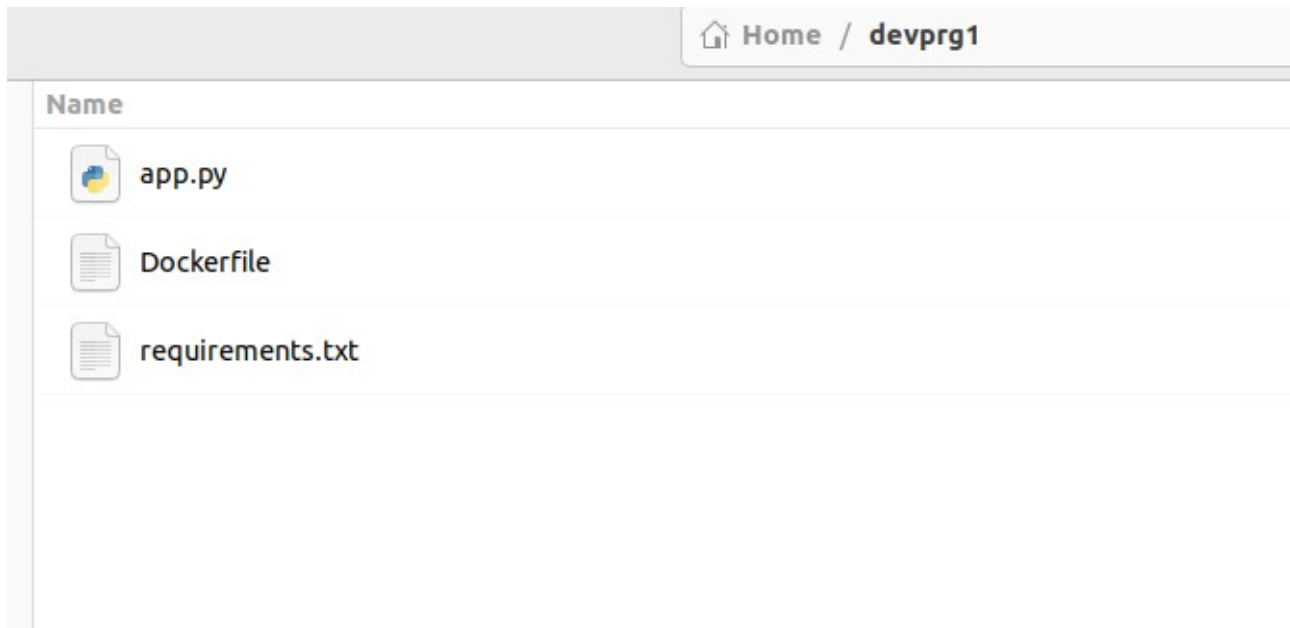 Home / devprg1
Name
app.py
Dockerfile
requirements.txt